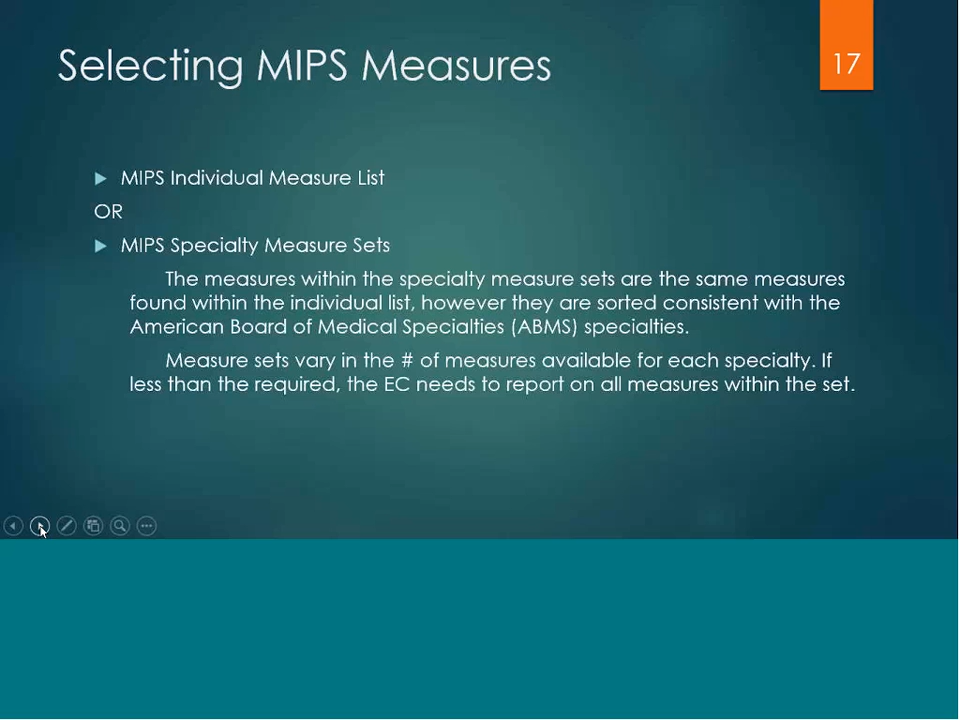 Selecting MIPS Measures
17
MIPS Individual Measure List
OR
MIPS Specialty Measure Sets
The measures within the specialty measure sets are the same measures
found within the individual list, however they are sorted consistent with the
American Board of Medical Specialties (ABMS) specialties.
Measure sets vary in the # of measures available for each specialty. If
less than the required, the EC needs to report on all measures within the set.